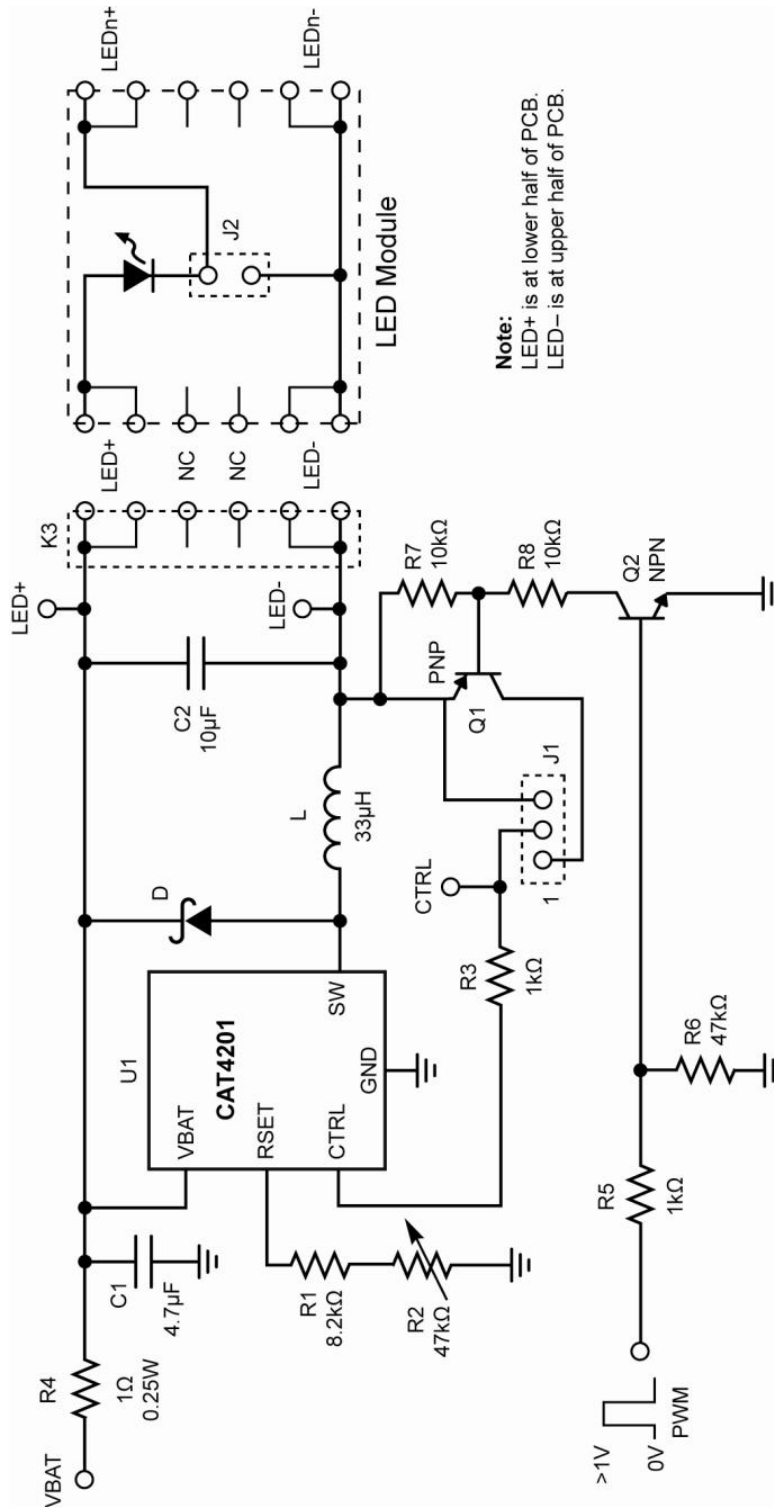 VBAT
R4
1Ω
0.25W
C1
4.7µF
U1
CAT4201
VBAT
RSET
CTRL
SW
GND
R1
8.2kΩ
R2
47kΩ
D
L
33µH
C2
10µF
LED+
LED-
K3
LED+
NC
NC
LED-
LEDn+
LEDn-
J2
LED Module
R3
1kΩ
CTRL
J1
1
Q1
PNP
R7
10kΩ
R8
10kΩ
Q2
NPN
>1V
0V
PWM
R5
1kΩ
R6
47kΩ
Note:
LED+ is at lower half of PCB.
LED– is at upper half of PCB.